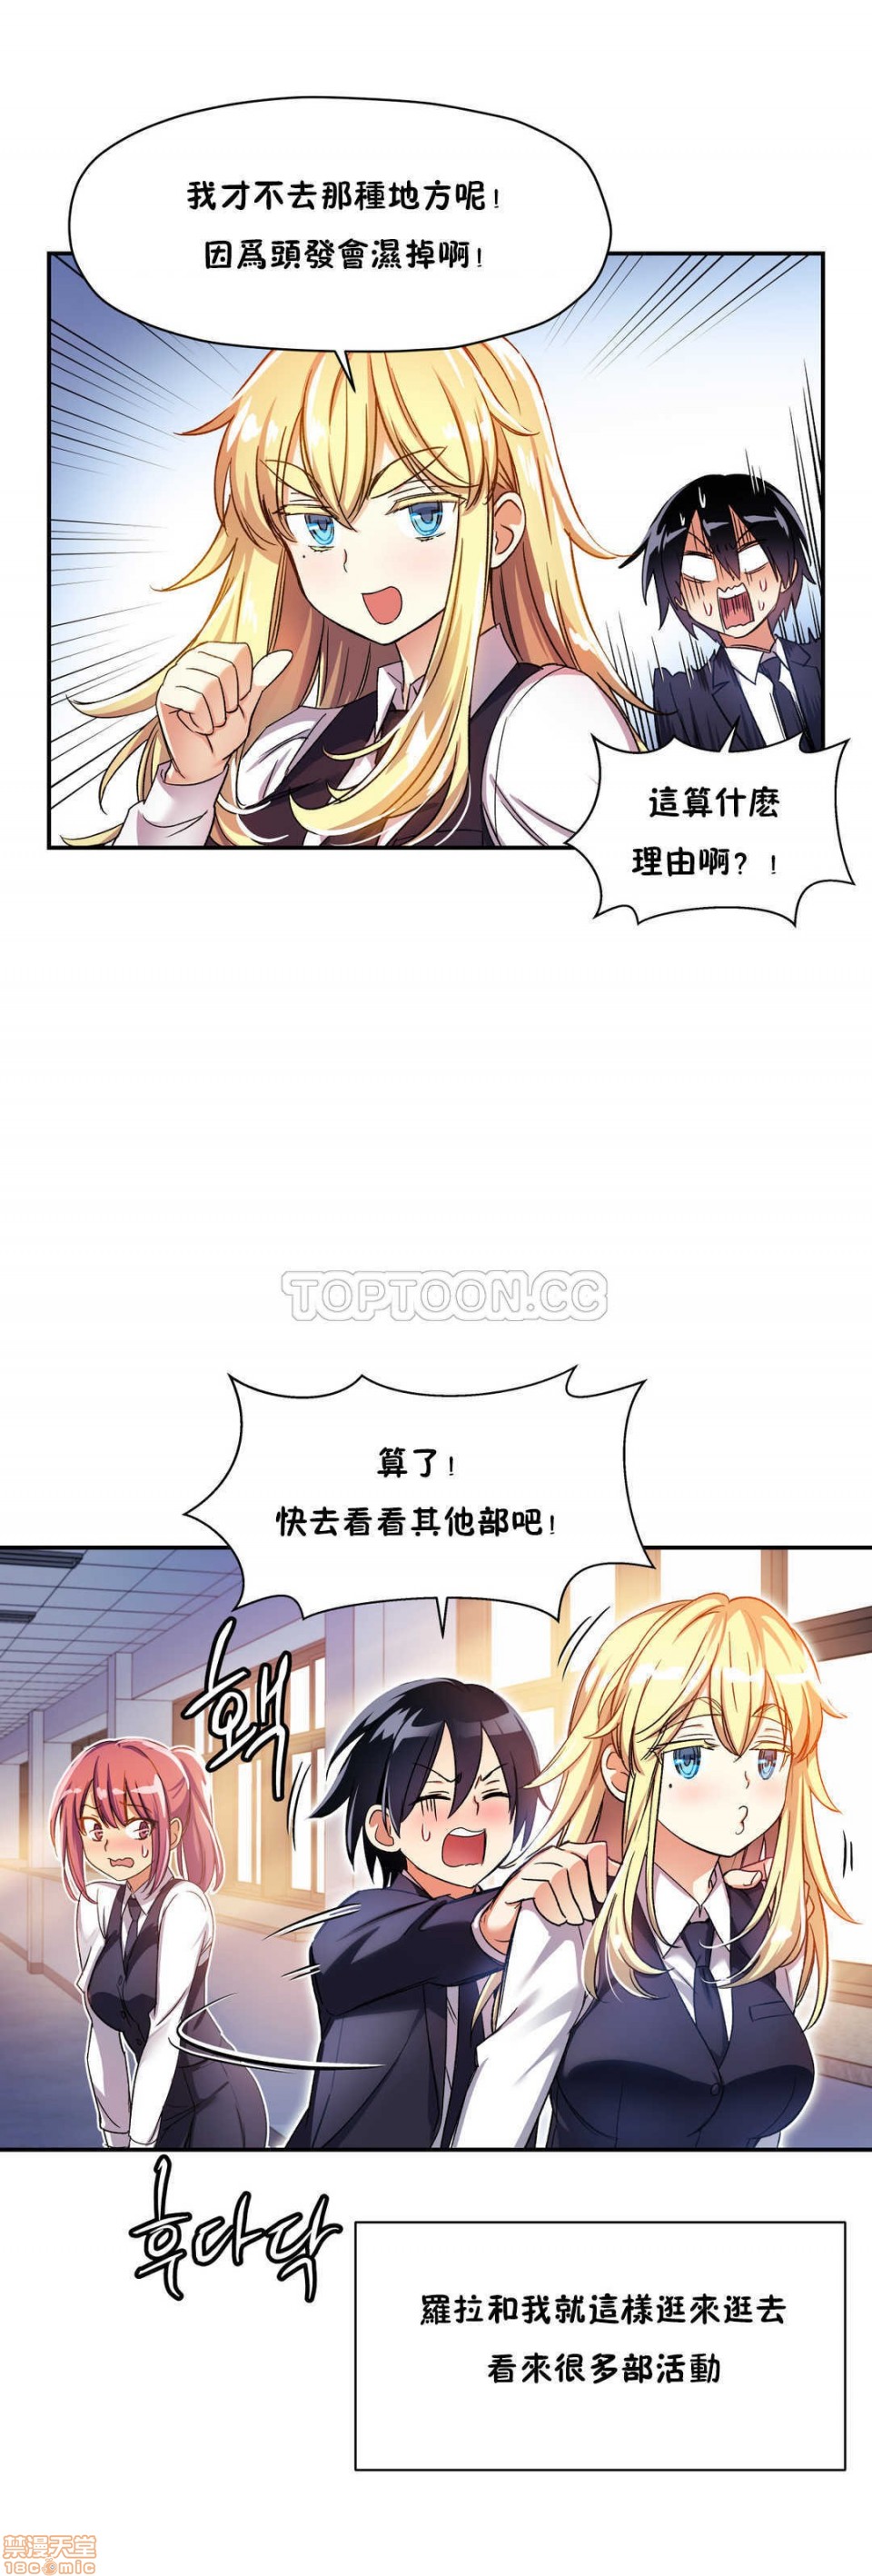 我才不去那種地方呢！
因爲頭發會濕掉啊！
這算什麽
理由啊？！
TOPTOON.CC
算了！
快去看看其他部吧！
홱
후다닥
羅拉和我就這樣逛來逛去
看來很多部活動
禁漫天堂
18comic